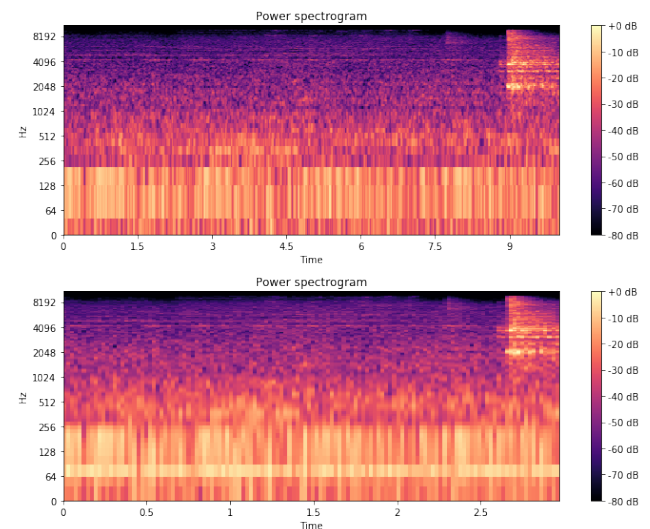 Power spectrogram
8192
4096
2048
1024
512
256
128
64
0
Hz
0 1.5 3 4.5 6 7.5 9
Time
+0 dB
-10 dB
-20 dB
-30 dB
-40 dB
-50 dB
-60 dB
-70 dB
-80 dB
Power spectrogram
8192
4096
2048
1024
512
256
128
64
0
Hz
0 0.5 1 1.5 2 2.5
Time
+0 dB
-10 dB
-20 dB
-30 dB
-40 dB
-50 dB
-60 dB
-70 dB
-80 dB